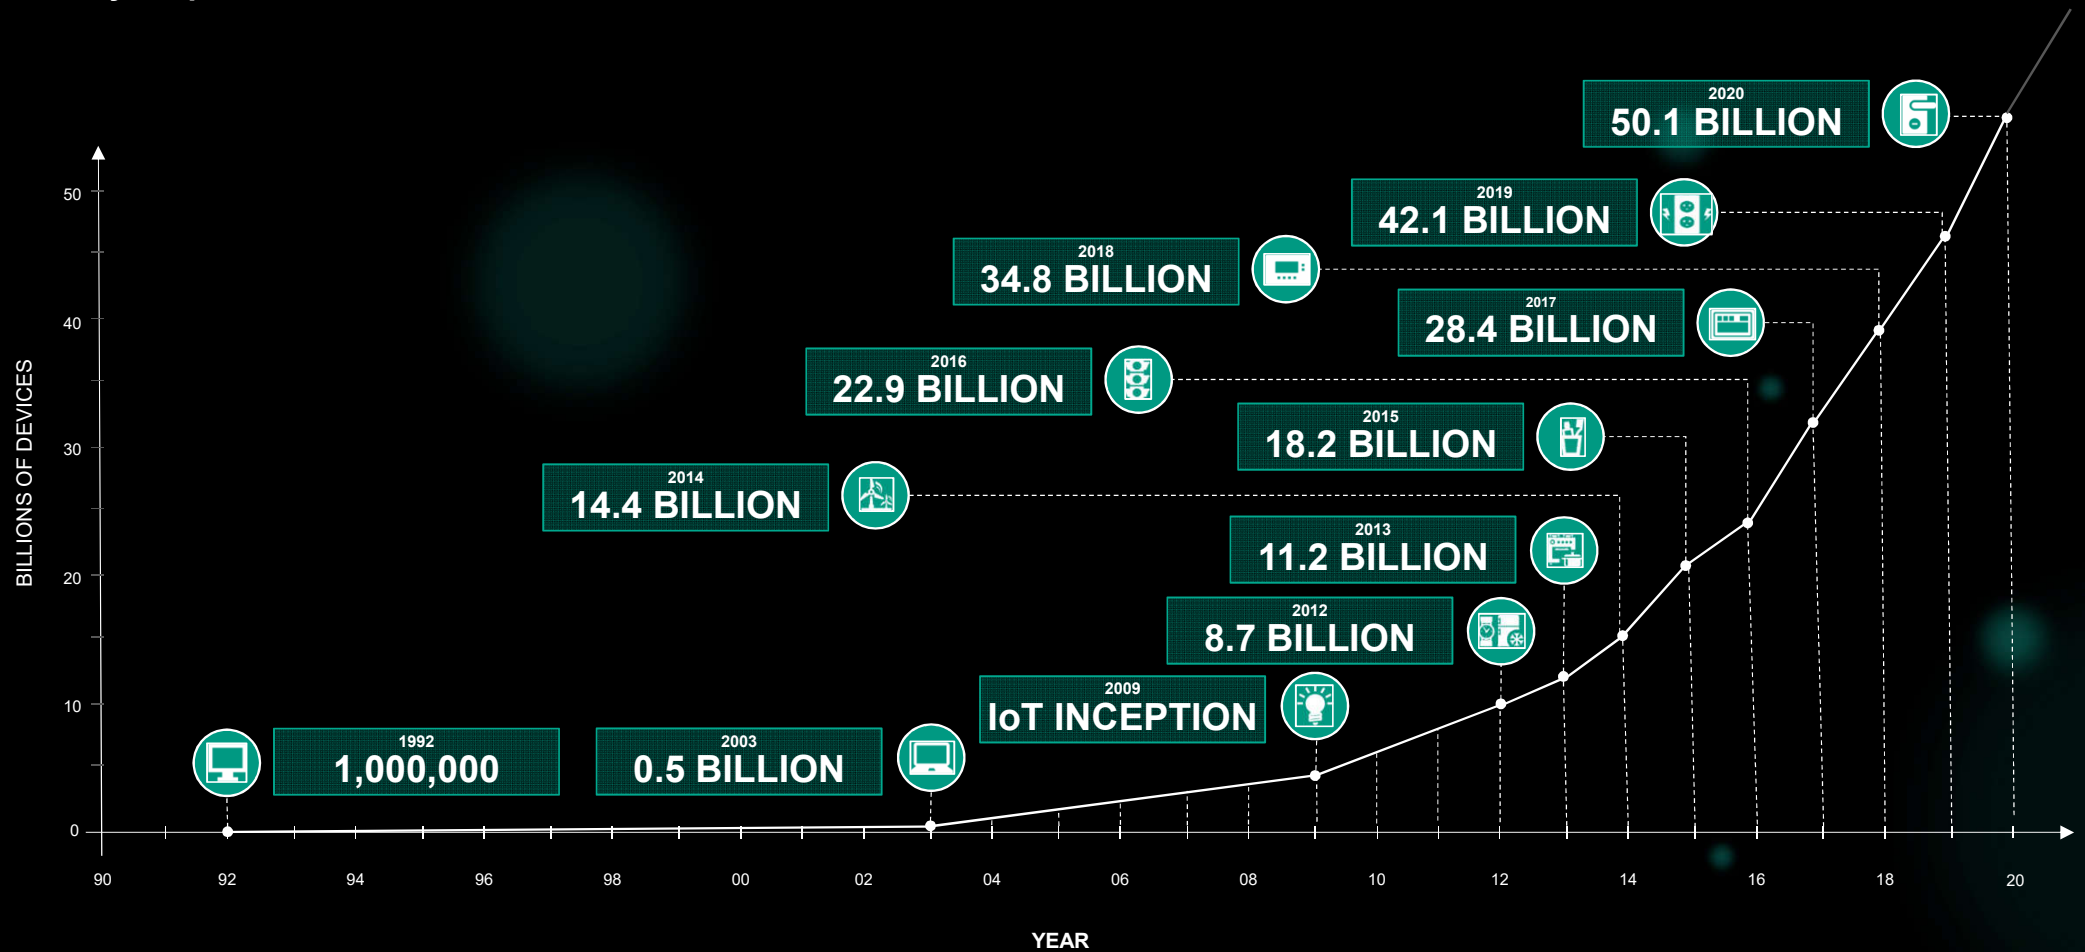 2020
50.1 BILLION
2019
42.1 BILLION
2018
34.8 BILLION
2017
28.4 BILLION
2016
22.9 BILLION
2015
18.2 BILLION
2014
14.4 BILLION
2013
11.2 BILLION
2012
8.7 BILLION
2009
IoT INCEPTION
1992
1,000,000
2003
0.5 BILLION
BILLIONS OF DEVICES
50
40
30
20
10
0
90 92 94 96 98 00 02 04 06 08 10 12 14 16 18 20
YEAR